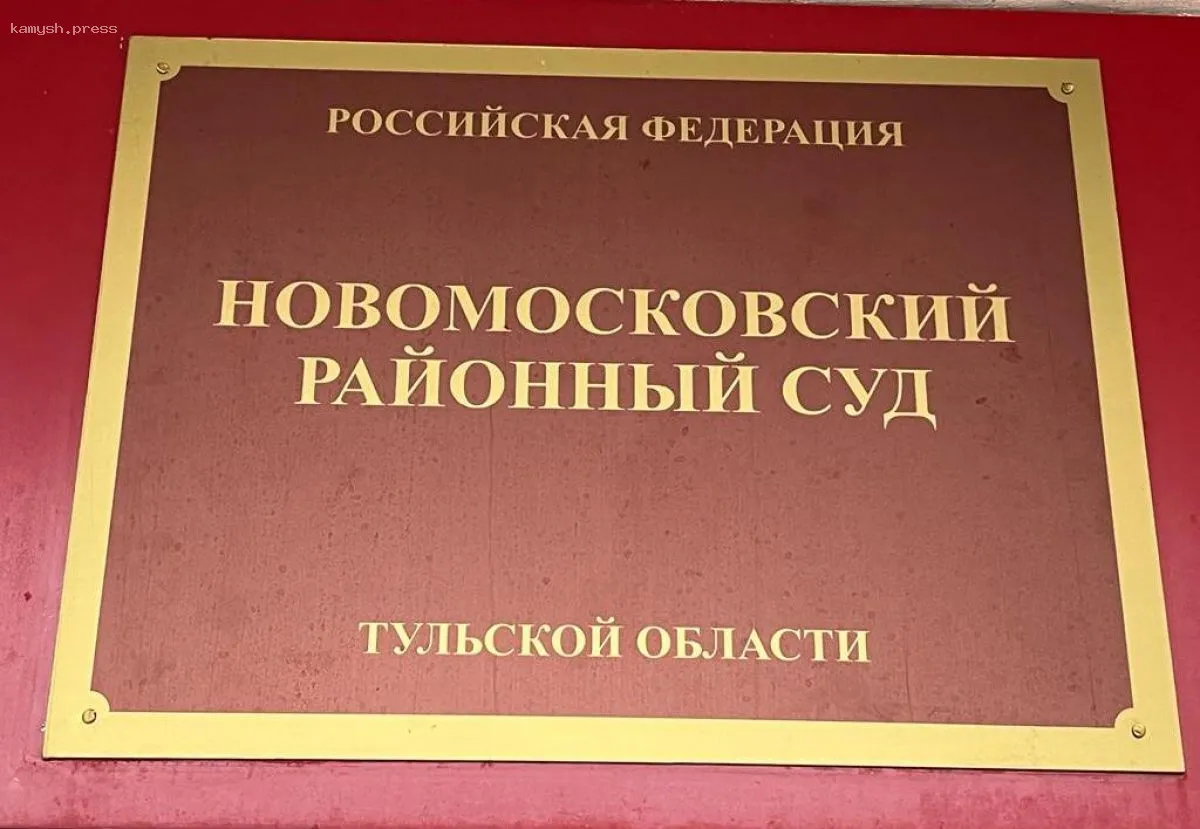 kamysh.press
РОССИЙСКАЯ ФЕДЕРАЦИЯ
НОВОМОСКОВСКИЙ
РАЙОННЫЙ СУД
ТУЛЬСКОЙ ОБЛАСТИ